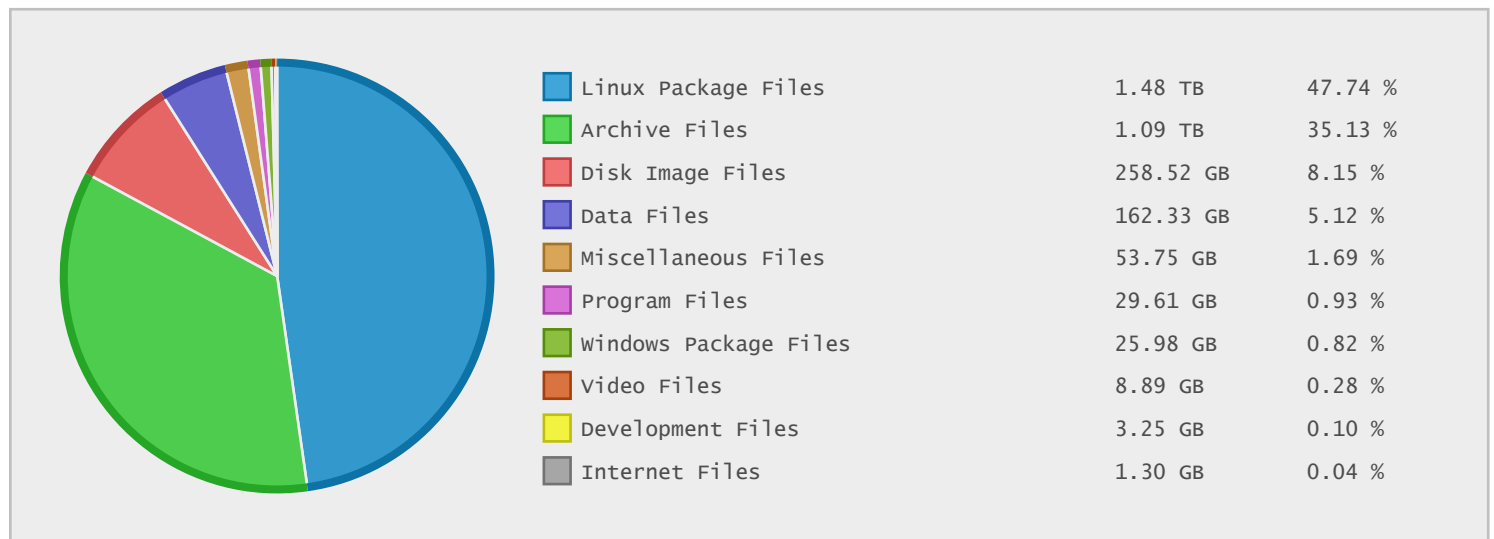 Linux Package Files 1.48 TB 47.74 %
Archive Files 1.09 TB 35.13 %
Disk Image Files 258.52 GB 8.15 %
Data Files 162.33 GB 5.12 %
Miscellaneous Files 53.75 GB 1.69 %
Program Files 29.61 GB 0.93 %
Windows Package Files 25.98 GB 0.82 %
Video Files 8.89 GB 0.28 %
Development Files 3.25 GB 0.10 %
Internet Files 1.30 GB 0.04 %